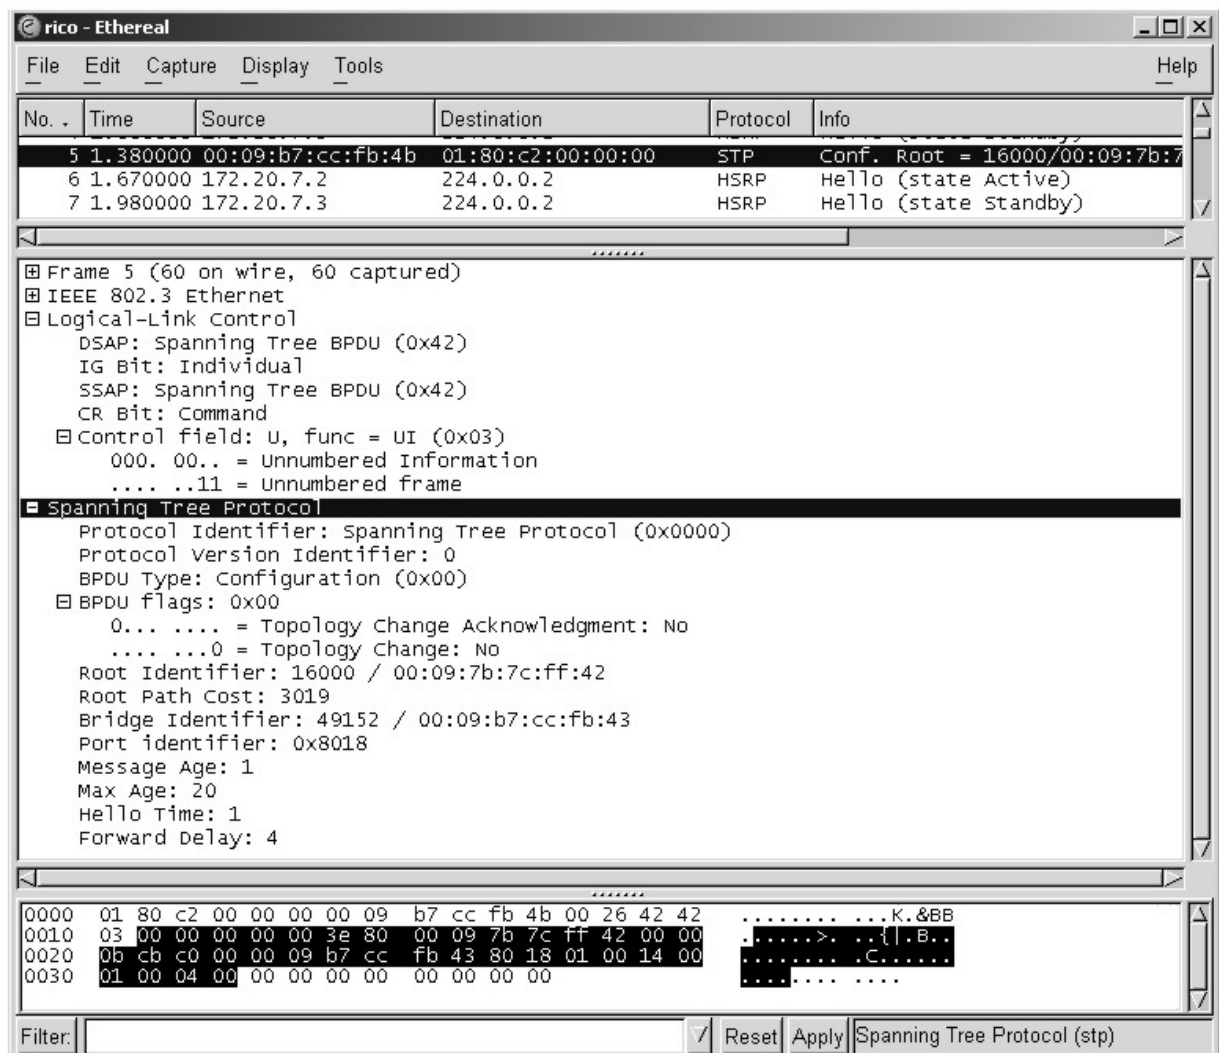 rico - Ethereal
File Edit Capture Display Tools Help
No. . Time Source Destination Protocol Info
5 1.380000 00:09:b7:cc:fb:4b 01:80:c2:00:00:00 STP Conf. Root = 16000/00:09:7b:7
6 1.670000 172.20.7.2 224.0.0.2 HSRP Hello (state Active)
7 1.980000 172.20.7.3 224.0.0.2 HSRP Hello (state Standby)
Frame 5 (60 on wire, 60 captured)
IEEE 802.3 Ethernet
Logical-Link Control
DSAP: Spanning Tree BPDU (0x42)
IG Bit: Individual
SSAP: Spanning Tree BPDU (0x42)
CR Bit: Command
Control field: U, func = UI (0x03)
000. 00.. = Unnumbered Information
.... ..11 = Unnumbered frame
Spanning Tree Protocol
Protocol Identifier: Spanning Tree Protocol (0x0000)
Protocol Version Identifier: 0
BPDU Type: Configuration (0x00)
BPDU flags: 0x00
0... .... = Topology Change Acknowledgment: No
.... ...0 = Topology Change: No
Root Identifier: 16000 / 00:09:7b:7c:ff:42
Root Path Cost: 3019
Bridge Identifier: 49152 / 00:09:b7:cc:fb:43
Port identifier: 0x8018
Message Age: 1
Max Age: 20
Hello Time: 1
Forward Delay: 4
0000 01 80 c2 00 00 00 00 09 b7 cc fb 4b 00 26 42 42 ........ ...K.&BB
0010 03 00 00 00 00 00 3e 80 00 09 7b 7c ff 42 00 00 ......>. ..{|.B..
0020 0b cb c0 00 00 09 b7 cc fb 43 80 18 01 00 14 00 ........ .C......
0030 01 00 04 00 00 00 00 00 00 00 00 00 ........ ....
Filter: Reset Apply Spanning Tree Protocol (stp)